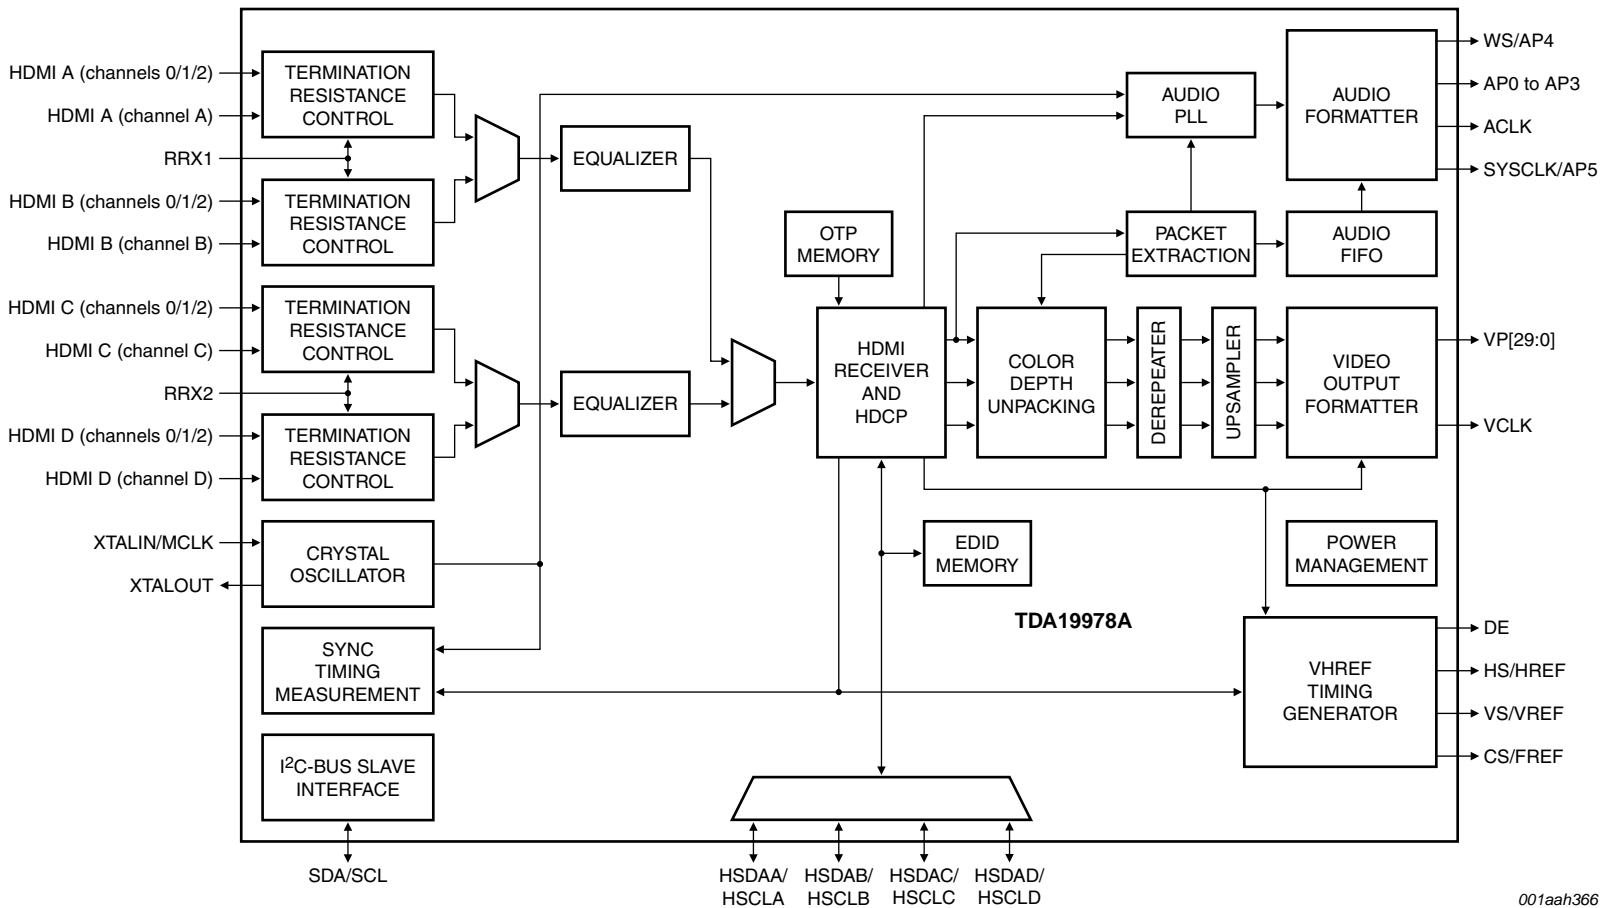 HDMI A (channels 0/1/2)
HDMI A (channel A)
RRX1
HDMI B (channels 0/1/2)
HDMI B (channel B)
HDMI C (channels 0/1/2)
HDMI C (channel C)
RRX2
HDMI D (channels 0/1/2)
HDMI D (channel D)
XTALIN/MCLK
XTALOUT
TERMINATION
RESISTANCE
CONTROL
TERMINATION
RESISTANCE
CONTROL
TERMINATION
RESISTANCE
CONTROL
TERMINATION
RESISTANCE
CONTROL
CRYSTAL
OSCILLATOR
SYNC
TIMING
MEASUREMENT
I²C-BUS SLAVE
INTERFACE
SDA/SCL
EQUALIZER
EQUALIZER
OTP
MEMORY
HDMI
RECEIVER
AND
HDCP
EDID
MEMORY
COLOR
DEPTH
UNPACKING
AUDIO
PLL
PACKET
EXTRACTION
DEREPEATER
UPSAMPLER
AUDIO
FORMATTER
AUDIO
FIFO
VIDEO
OUTPUT
FORMATTER
POWER
MANAGEMENT
TDA19978A
VHREF
TIMING
GENERATOR
WS/AP4
AP0 to AP3
ACLK
SYSCLK/AP5
VP[29:0]
VCLK
DE
HS/HREF
VS/VREF
CS/FREF
HSDAA/
HSCLA
HSDAB/
HSCLB
HSDAC/
HSCLC
HSDAD/
HSCLD
001aah366